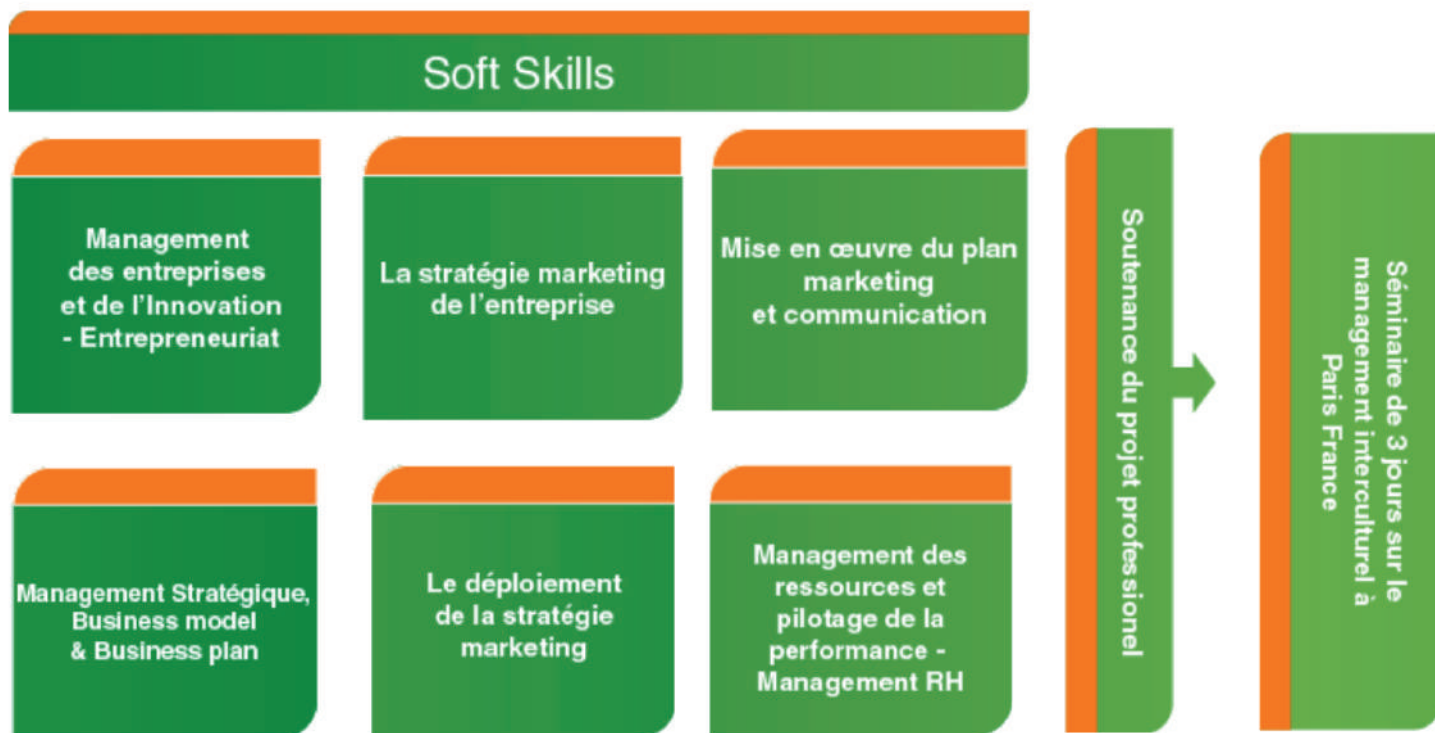 Soft Skills
Management
des entreprises
et de l'Innovation
- Entrepreneuriat
La stratégie marketing
de l'entreprise
Mise en œuvre du plan
marketing
et communication
Management Stratégique,
Business model
& Business plan
Le déploiement
de la stratégie
marketing
Management des
ressources et
pilotage de la
performance -
Management RH
Soutenance du projet professionel
Séminaire de 3 jours sur le
management interculturel à
Paris France